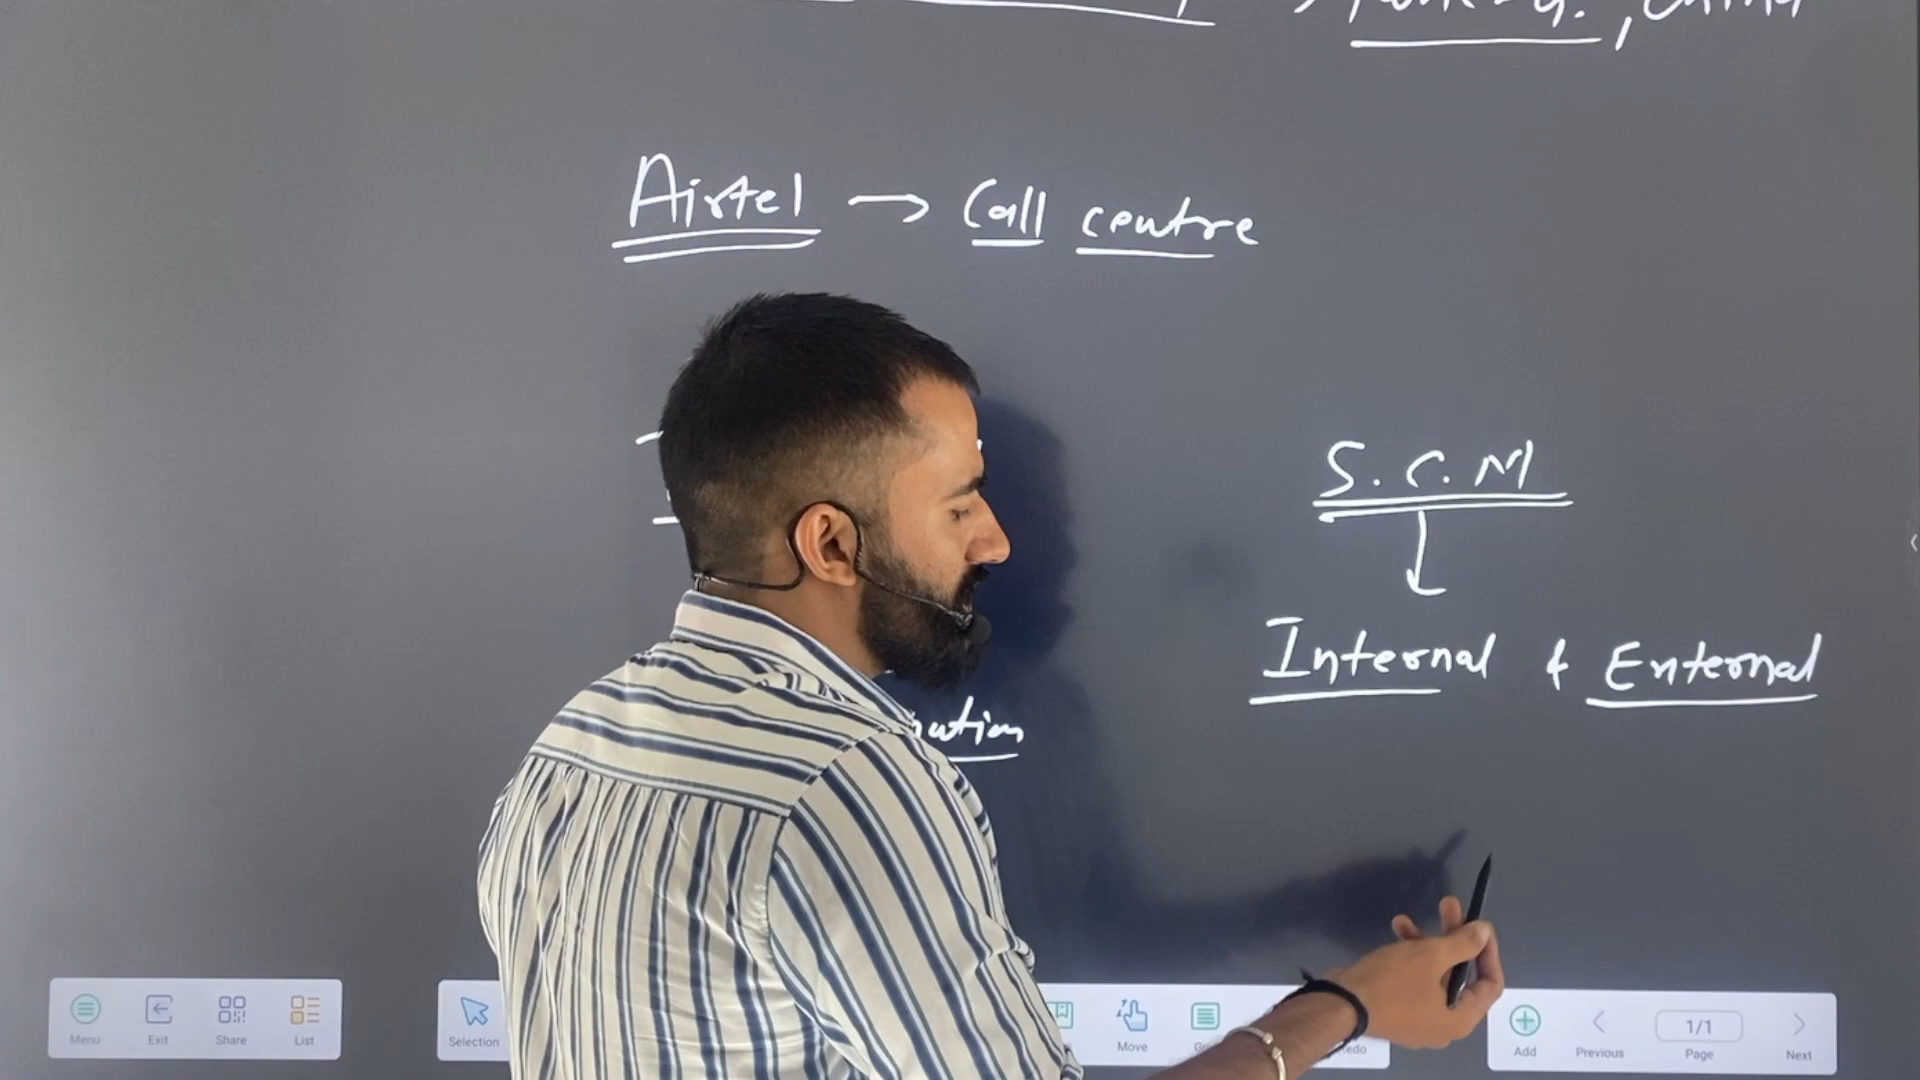 Airtel → Call centre
S.C.M
↓
Internal & External
Menu Exit Share List Selection Move Add Previous 1/1 Page Next